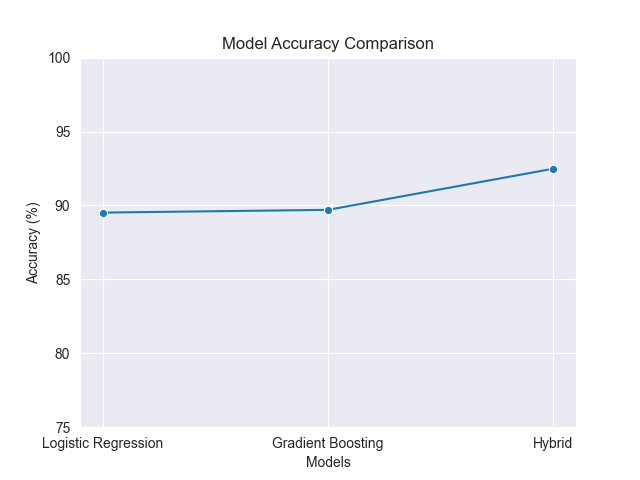 Model Accuracy Comparison
100
95
90
85
80
75
Accuracy (%)
Logistic Regression
Gradient Boosting
Hybrid
Models